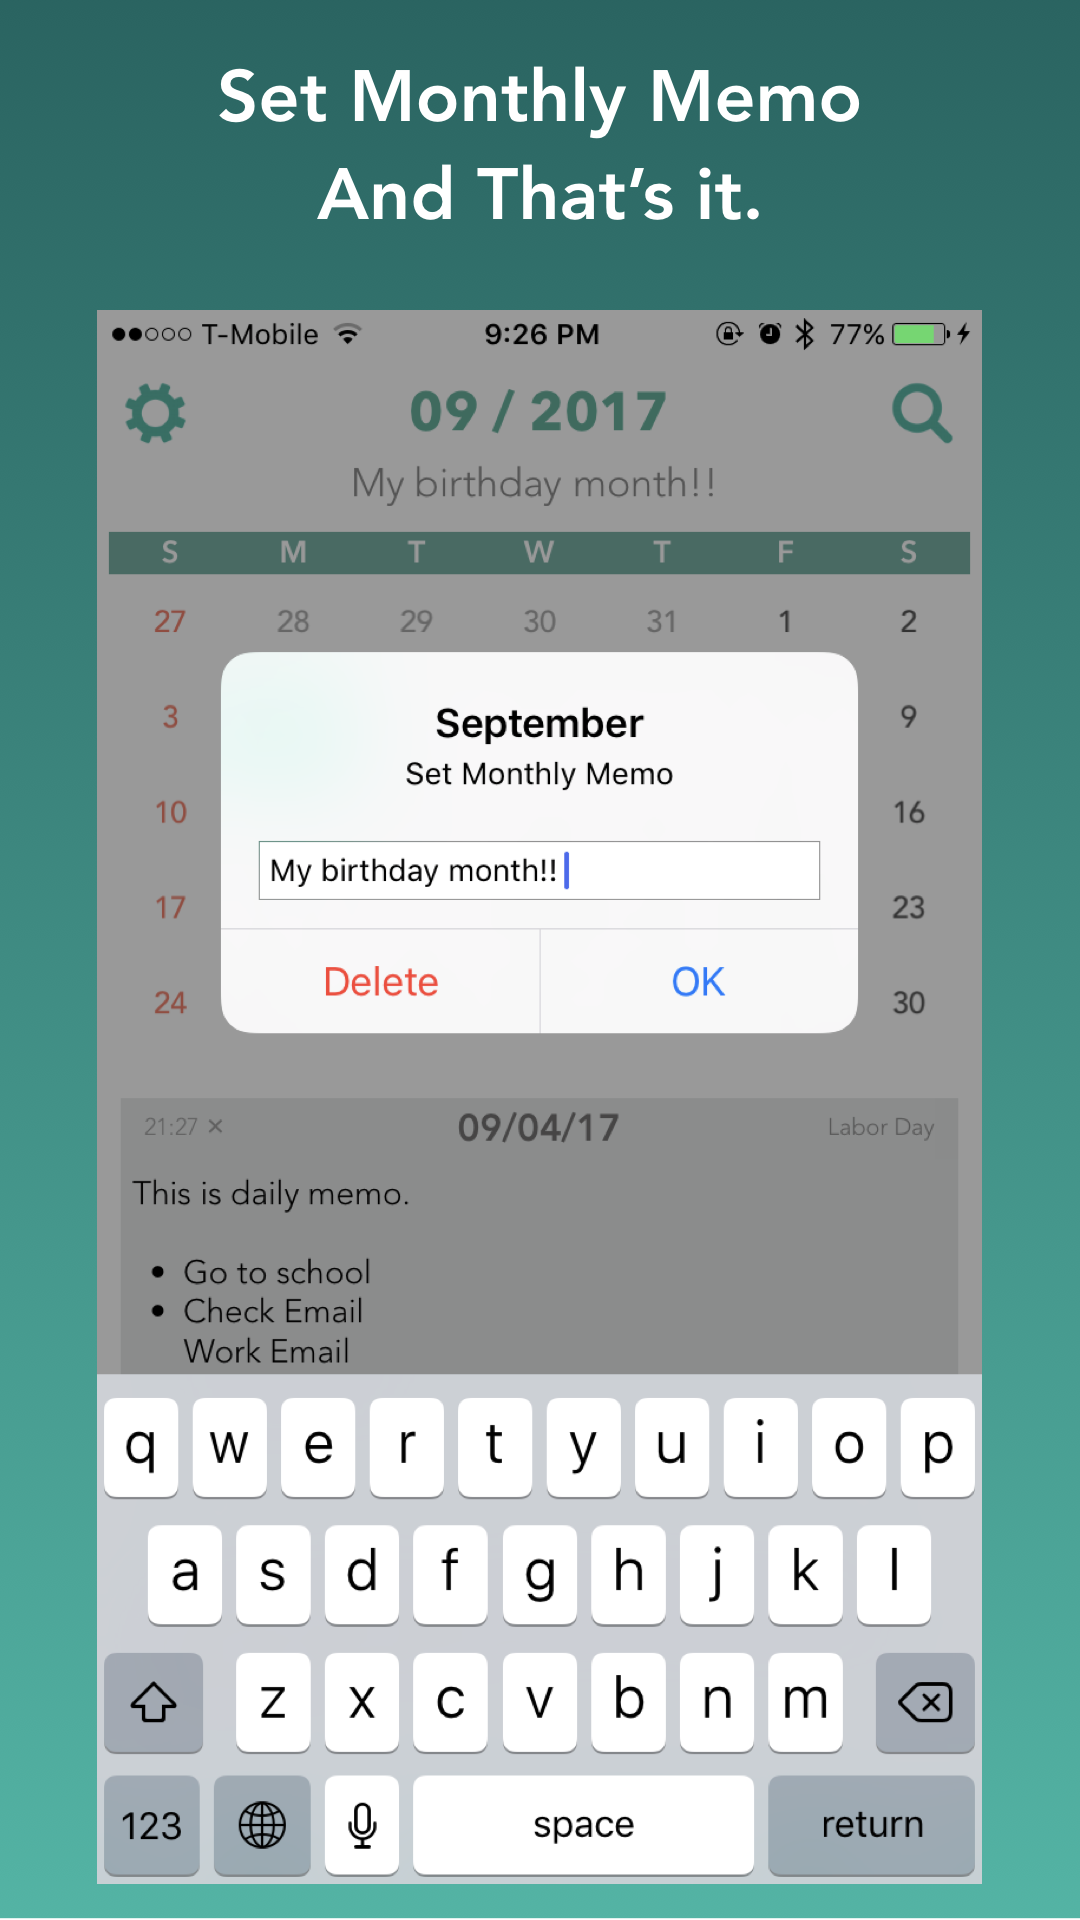 Set Monthly Memo
And That's it.
T-Mobile 9:26 PM 77%
09 / 2017
My birthday month!!
S M T W T F S
27 28 29 30 31 1 2
3 9
10 16
17 23
24 30
September
Set Monthly Memo
My birthday month!!
Delete OK
21:27 × 09/04/17 Labor Day
This is daily memo.
• Go to school
• Check Email
Work Email
q w e r t y u i o p
a s d f g h j k l
z x c v b n m
123 space return